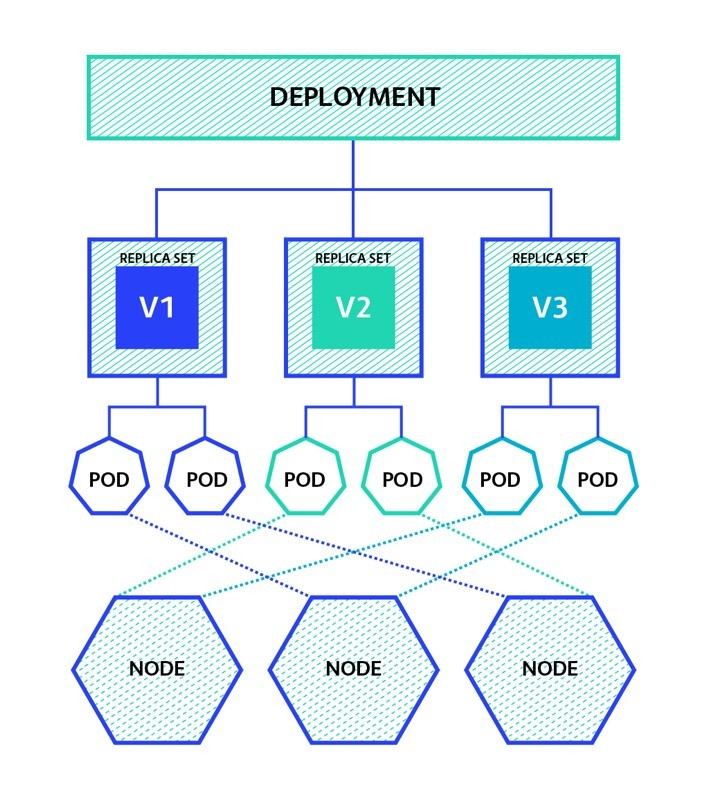 DEPLOYMENT
REPLICA SET
V1
REPLICA SET
V2
REPLICA SET
V3
POD
POD
POD
POD
POD
POD
NODE
NODE
NODE